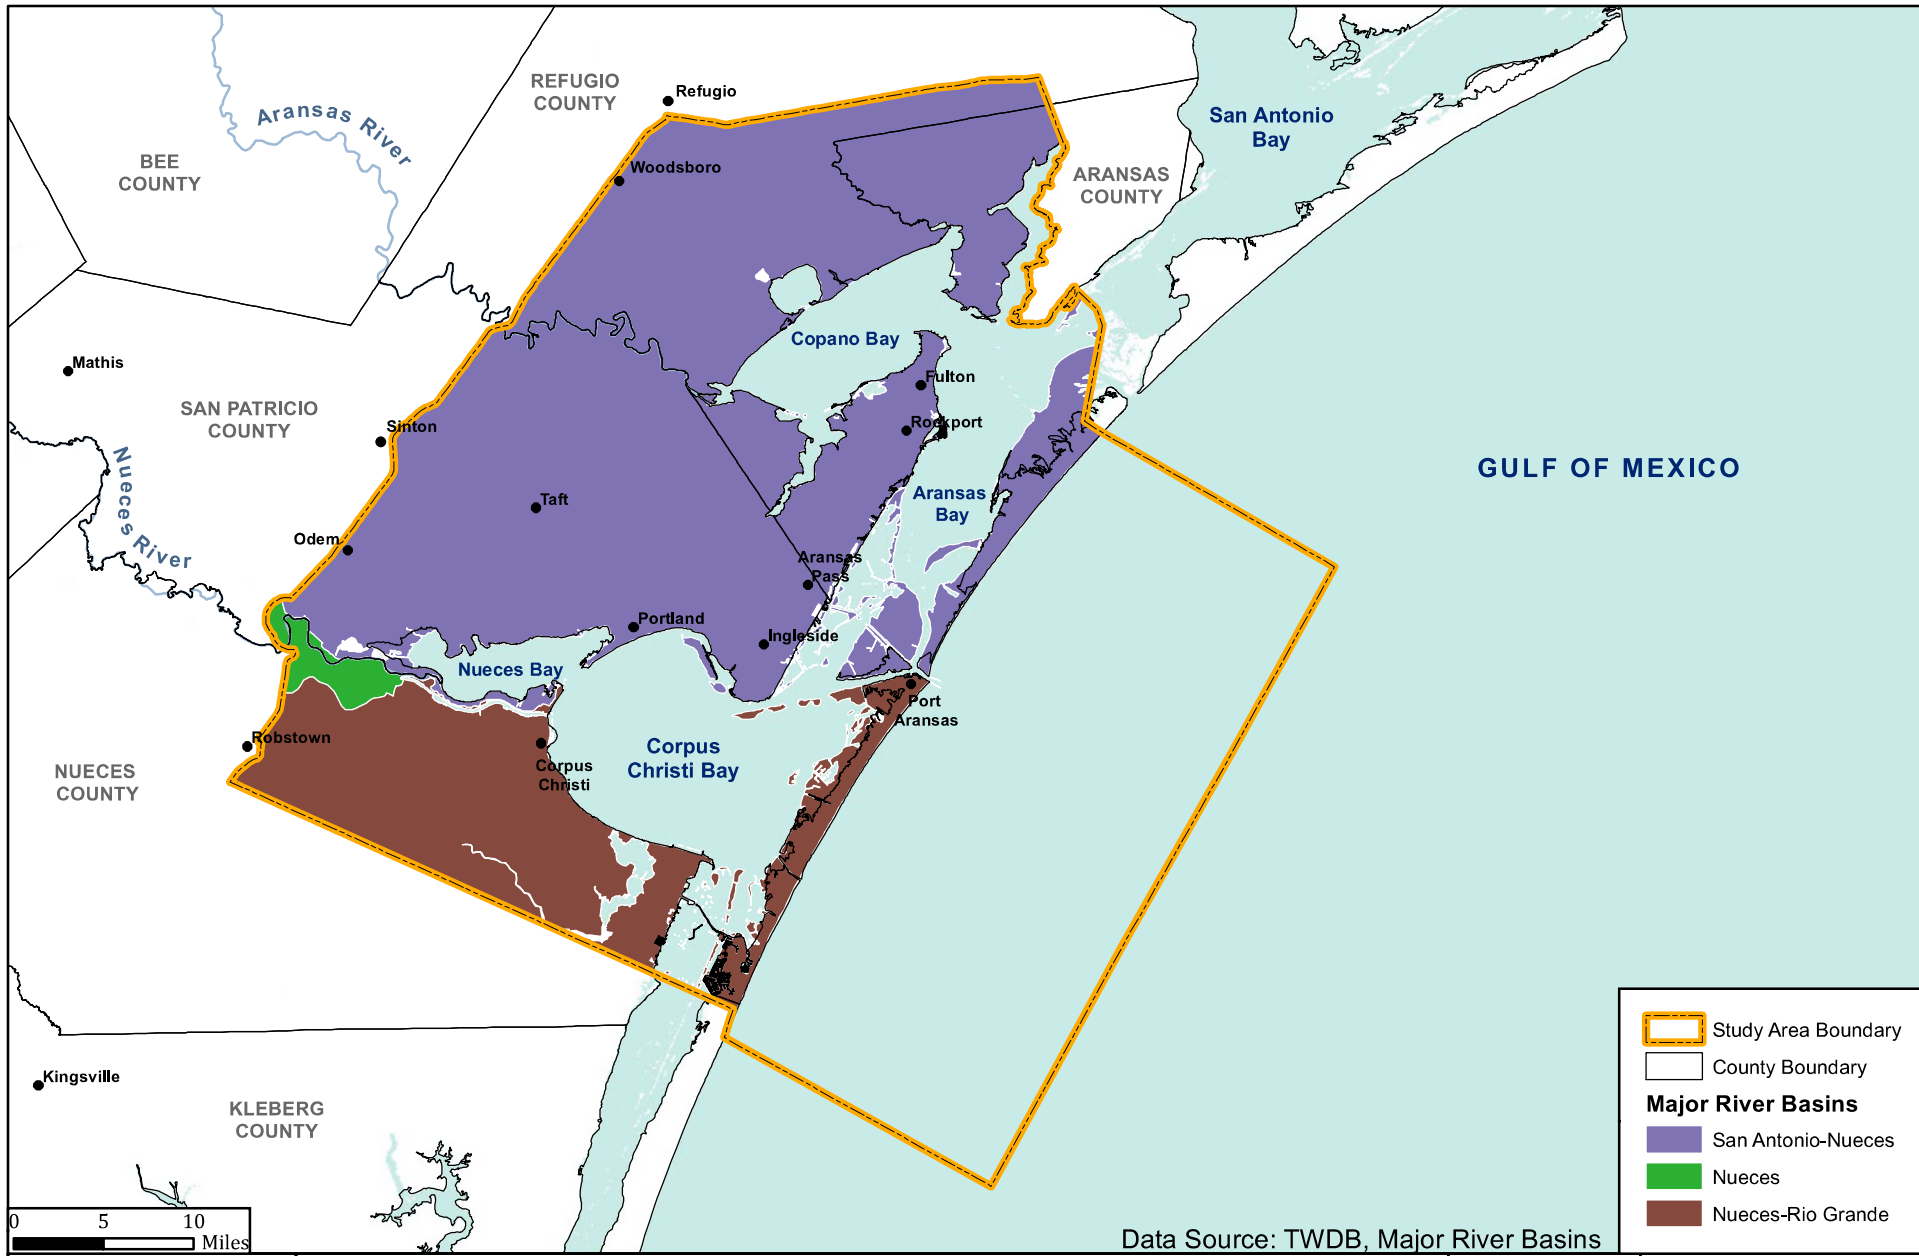 REFUGIO
COUNTY
Refugio
Aransas River
San Antonio
Bay
BEE
COUNTY
Woodsboro
ARANSAS
COUNTY
Copano Bay
Mathis
Fulton
SAN PATRICIO
COUNTY
Sinton
Rockport
GULF OF MEXICO
Nueces River
Taft
Aransas
Bay
Odem
Aransas
Pass
Portland
Ingleside
Nueces Bay
Port
Aransas
Robstown
Corpus
Christi Bay
Corpus
Christi
NUECES
COUNTY
Kingsville
KLEBERG
COUNTY
Study Area Boundary
County Boundary
Major River Basins
San Antonio-Nueces
Nueces
Nueces-Rio Grande
0 5 10
Miles
Data Source: TWDB, Major River Basins